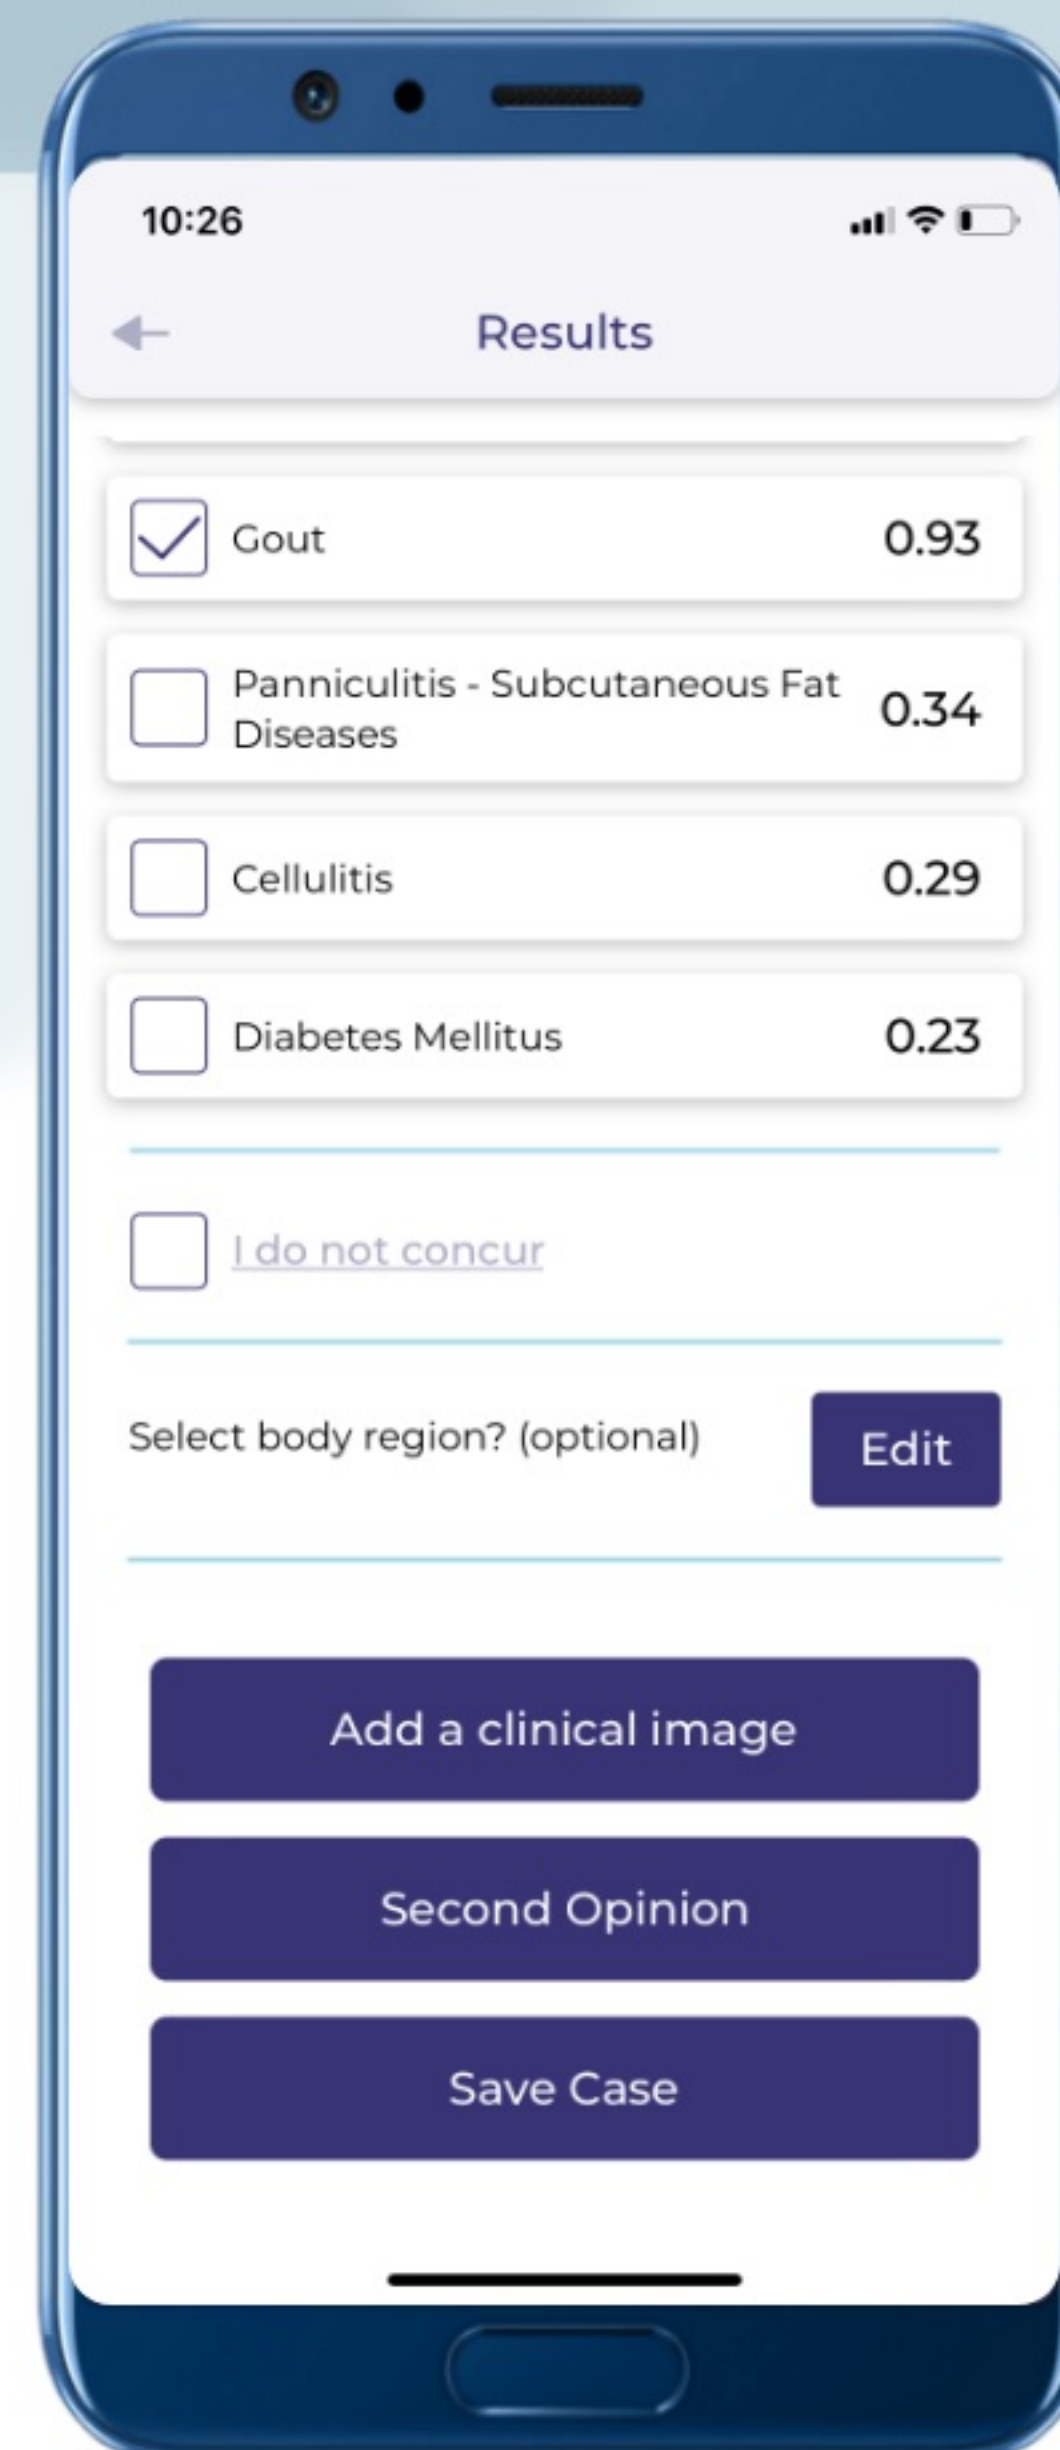 10:26
Results
Gout 0.93
Panniculitis - Subcutaneous Fat
Diseases 0.34
Cellulitis 0.29
Diabetes Mellitus 0.23
I do not concur
Select body region? (optional) Edit
Add a clinical image
Second Opinion
Save Case